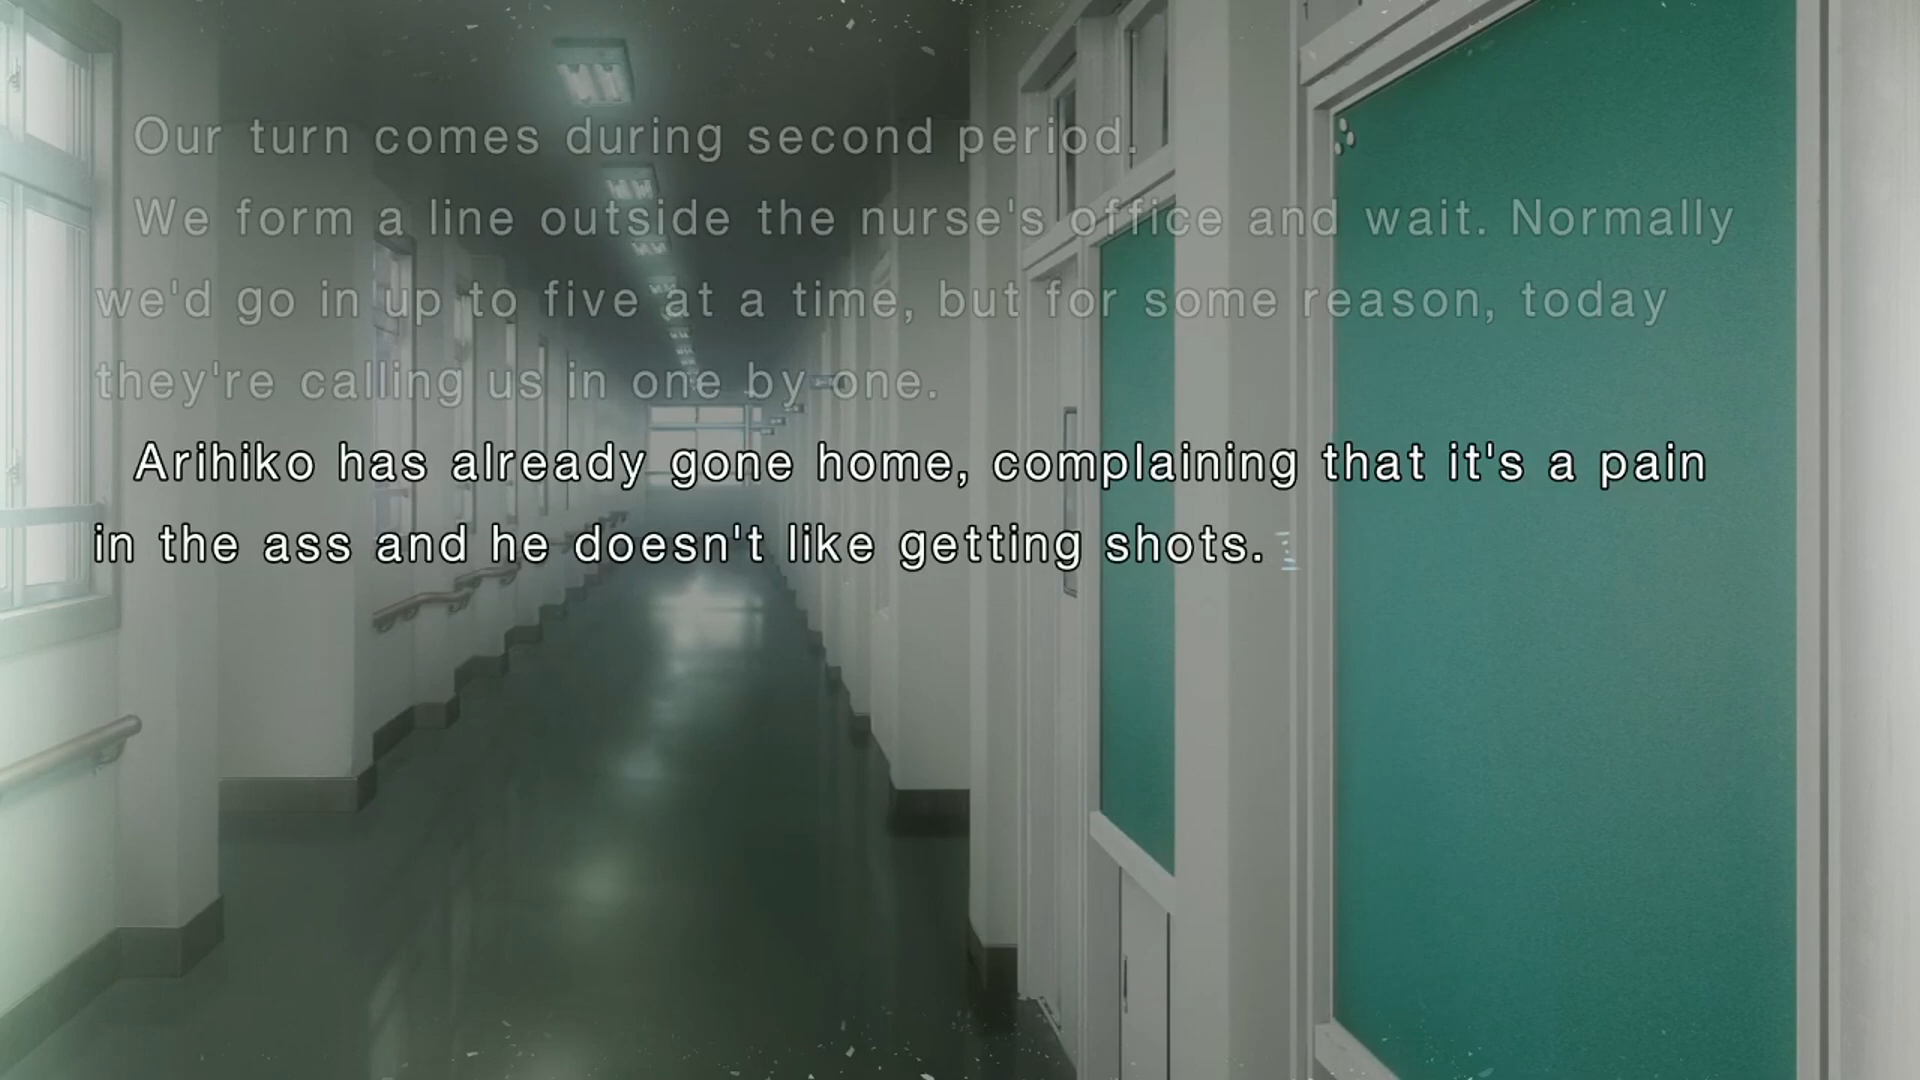 Our turn comes during second period.
We form a line outside the nurse's office and wait. Normally
we'd go in up to five at a time, but for some reason, today
they're calling us in one by one.
Arihiko has already gone home, complaining that it's a pain
in the ass and he doesn't like getting shots.